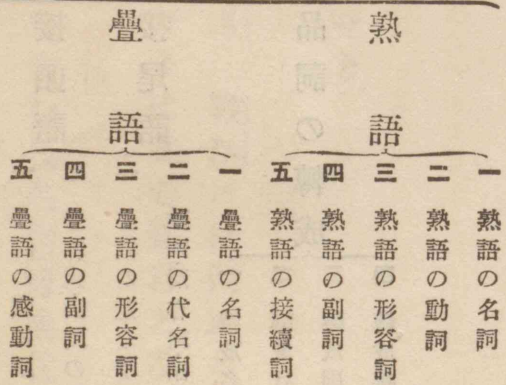 熟語
一 熟語の名詞
二 熟語の動詞
三 熟語の形容詞
四 熟語の副詞
五 熟語の接續詞
疊語
一 疊語の名詞
二 疊語の代名詞
三 疊語の形容詞
四 疊語の副詞
五 疊語の感動詞